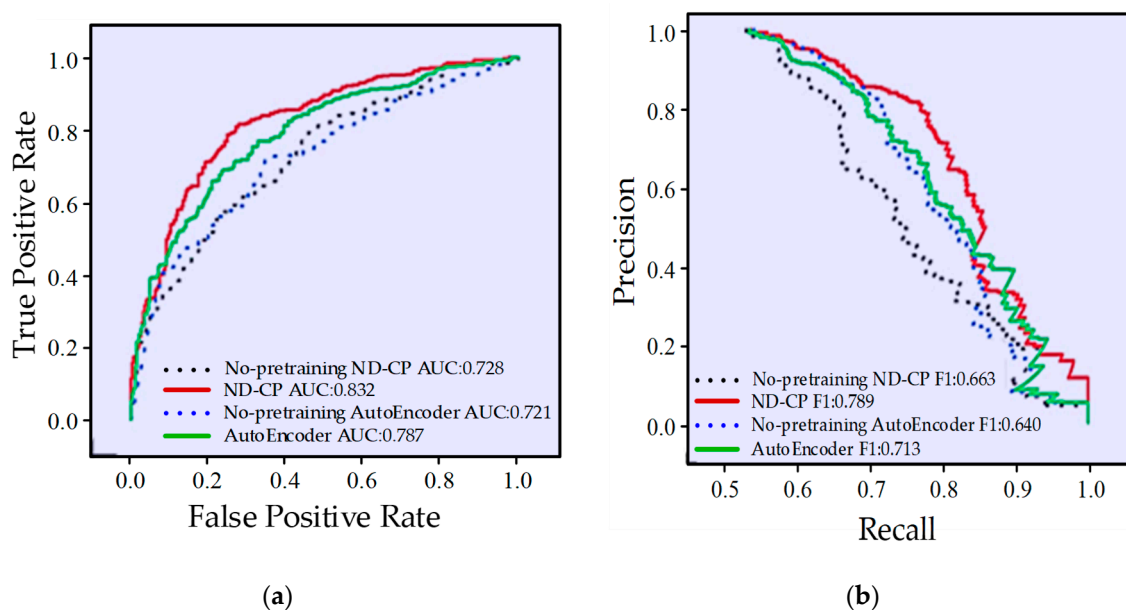 1.0
0.8
0.6
0.4
0.2
0.0
True Positive Rate
No-pretraining ND-CP AUC:0.728
ND-CP AUC:0.832
No-pretraining AutoEncoder AUC:0.721
AutoEncoder AUC:0.787
0.0 0.2 0.4 0.6 0.8 1.0
False Positive Rate
(a)
1.0
0.8
0.6
0.4
0.2
0.0
Precision
No-pretraining ND-CP F1:0.663
ND-CP F1:0.789
No-pretraining AutoEncoder F1:0.640
AutoEncoder F1:0.713
0.5 0.6 0.7 0.8 0.9 1.0
Recall
(b)